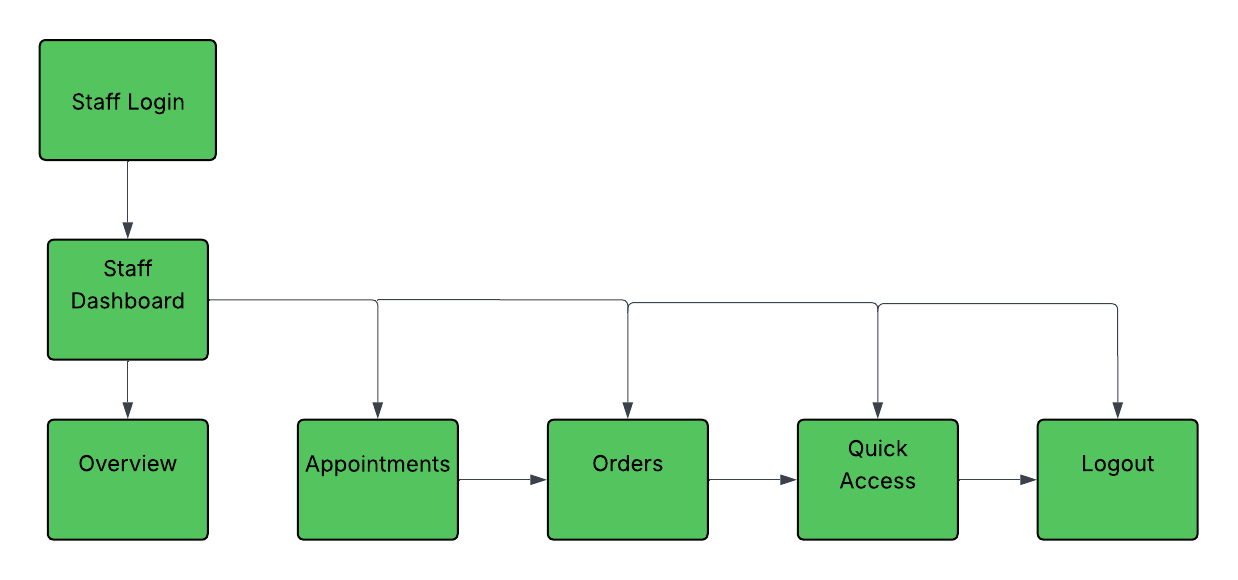 Staff Login
Staff
Dashboard
Overview
Appointments
Orders
Quick
Access
Logout